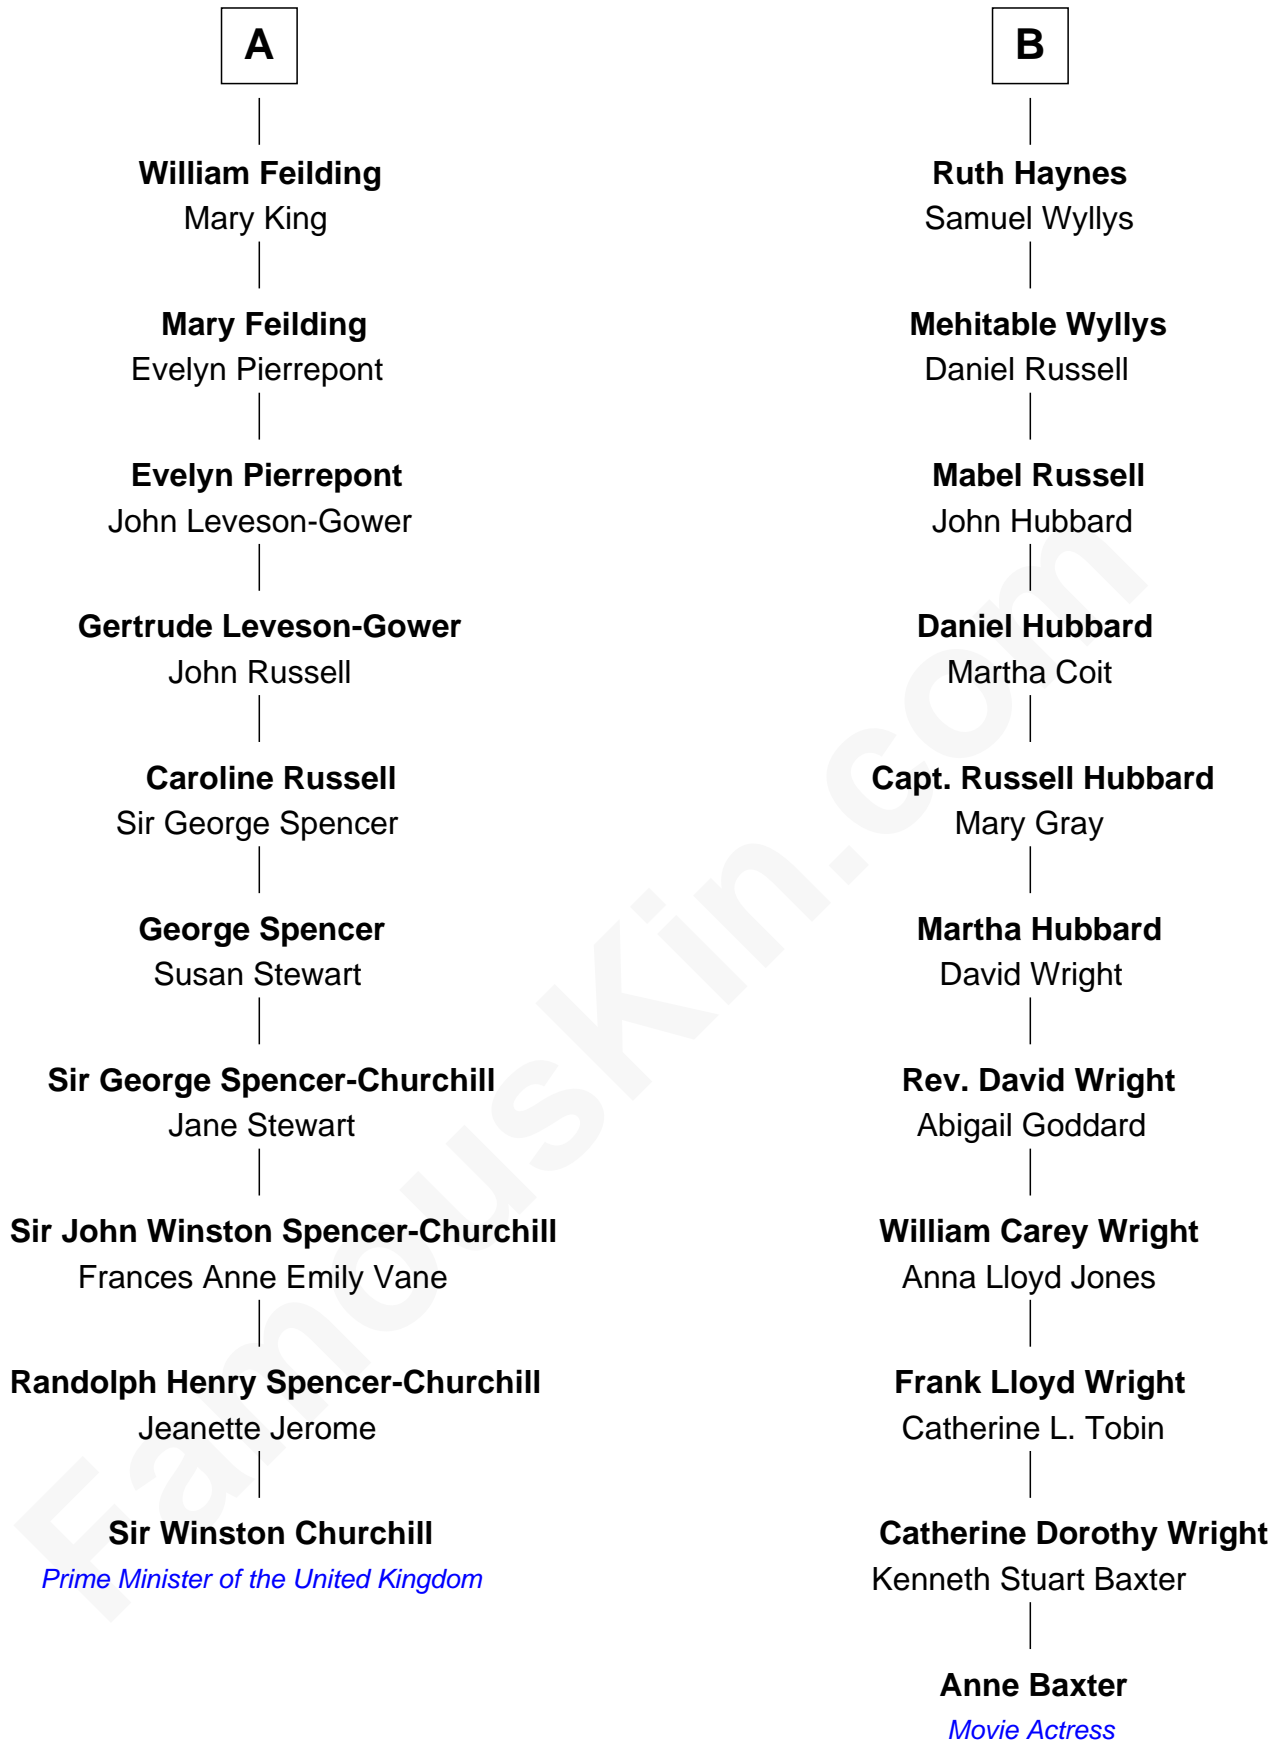 A
William Feilding
Mary King
Mary Feilding
Evelyn Pierrepont
Evelyn Pierrepont
John Leveson-Gower
Gertrude Leveson-Gower
John Russell
Caroline Russell
Sir George Spencer
George Spencer
Susan Stewart
Sir George Spencer-Churchill
Jane Stewart
Sir John Winston Spencer-Churchill
Frances Anne Emily Vane
Randolph Henry Spencer-Churchill
Jeanette Jerome
Sir Winston Churchill
Prime Minister of the United Kingdom
B
Ruth Haynes
Samuel Wyllys
Mehitable Wyllys
Daniel Russell
Mabel Russell
John Hubbard
Daniel Hubbard
Martha Coit
Capt. Russell Hubbard
Mary Gray
Martha Hubbard
David Wright
Rev. David Wright
Abigail Goddard
William Carey Wright
Anna Lloyd Jones
Frank Lloyd Wright
Catherine L. Tobin
Catherine Dorothy Wright
Kenneth Stuart Baxter
Anne Baxter
Movie Actress
FamousKin.com